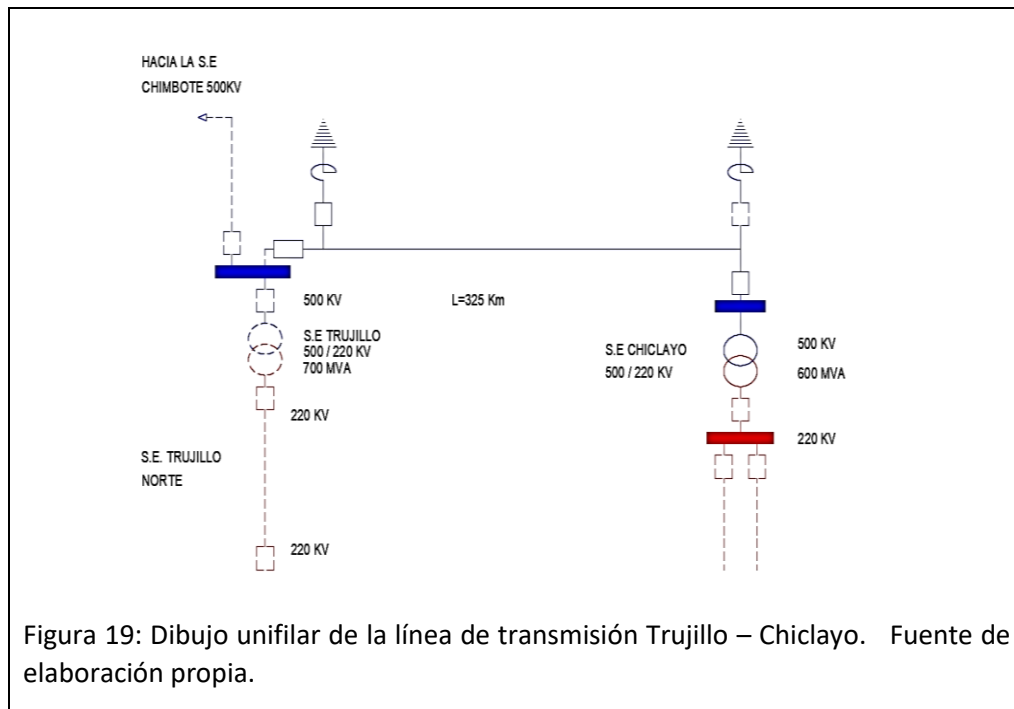 HACIA LA S.E
CHIMBOTE 500KV
500 KV
L=325 Km
S.E TRUJILLO
500 / 220 KV
700 MVA
S.E CHICLAYO
500 / 220 KV
500 KV
600 MVA
220 KV
220 KV
S.E. TRUJILLO
NORTE
220 KV
Figura 19: Dibujo unifilar de la línea de transmisión Trujillo – Chiclayo. Fuente de
elaboración propia.